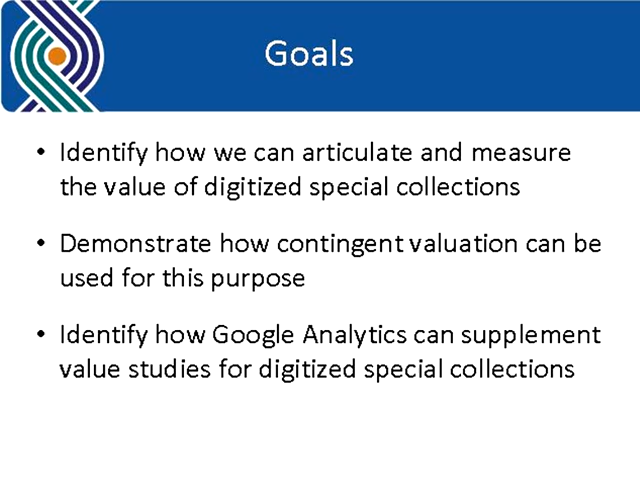 Goals
• Identify how we can articulate and measure
the value of digitized special collections
• Demonstrate how contingent valuation can be
used for this purpose
• Identify how Google Analytics can supplement
value studies for digitized special collections